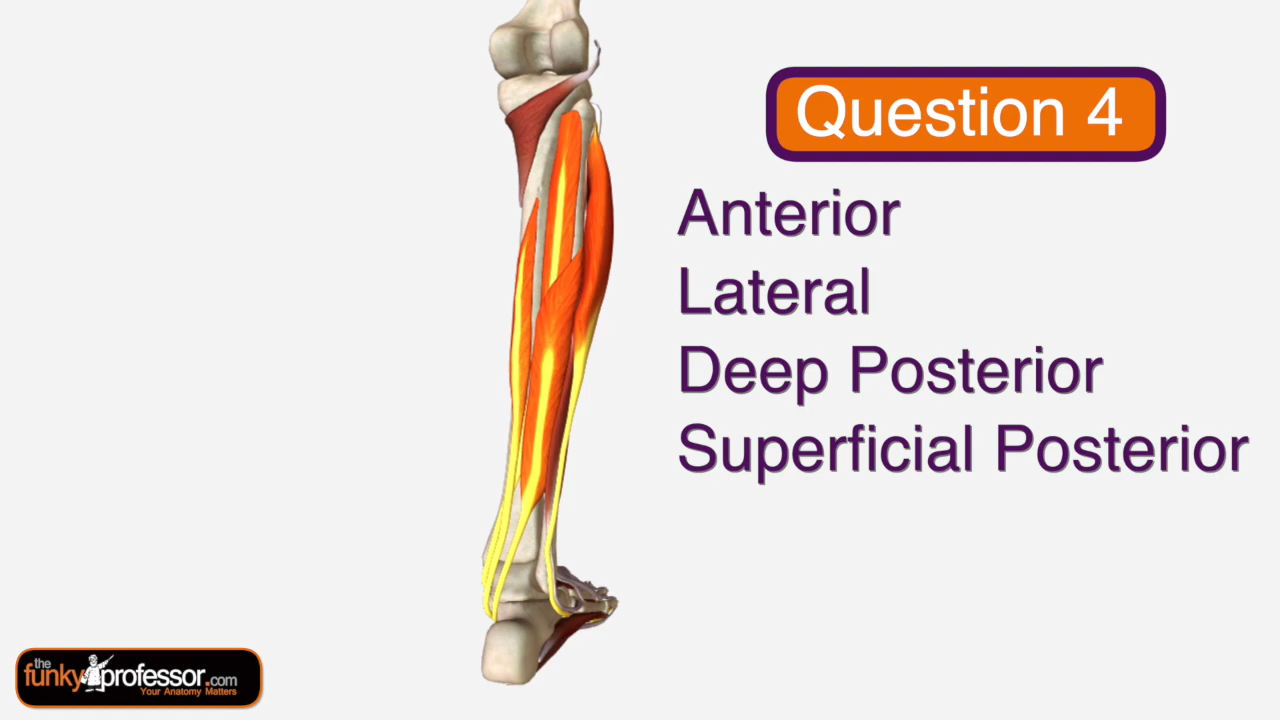 Question 4
Anterior
Lateral
Deep Posterior
Superficial Posterior
the
funky professor.com
Your Anatomy Matters